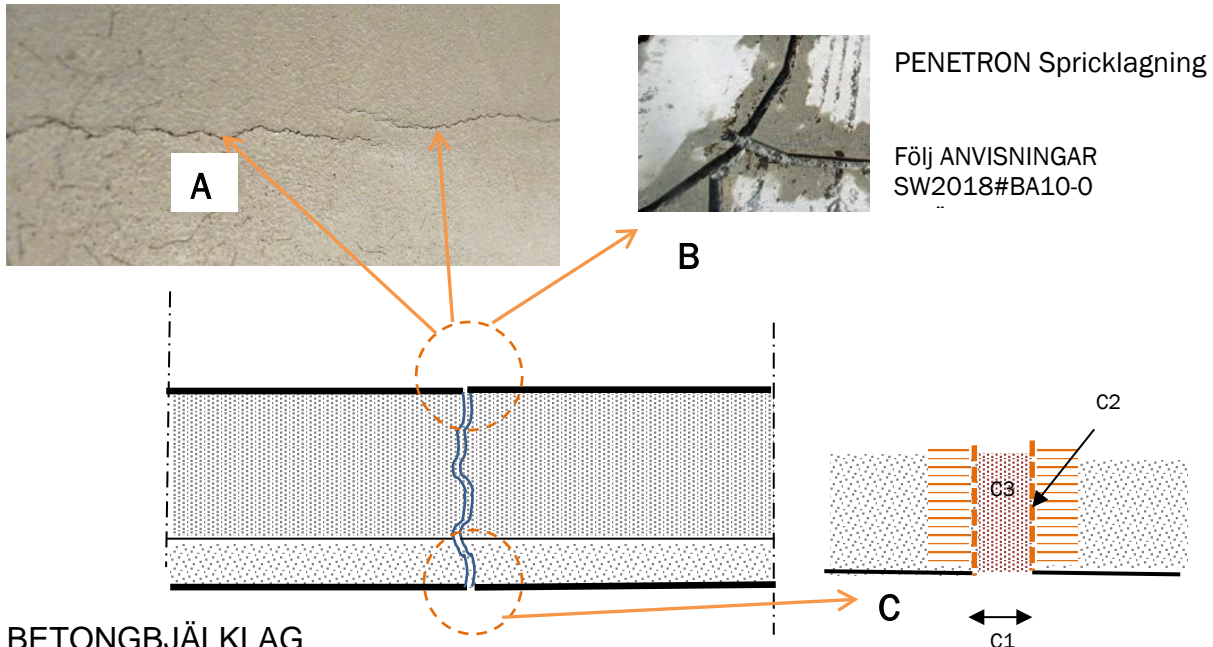 PENETRON Spricklagning
Följ ANVISNINGAR
SW2018#BA10-0
A
B
C2
C3
C
C1
BETONGBJÄLKLAG